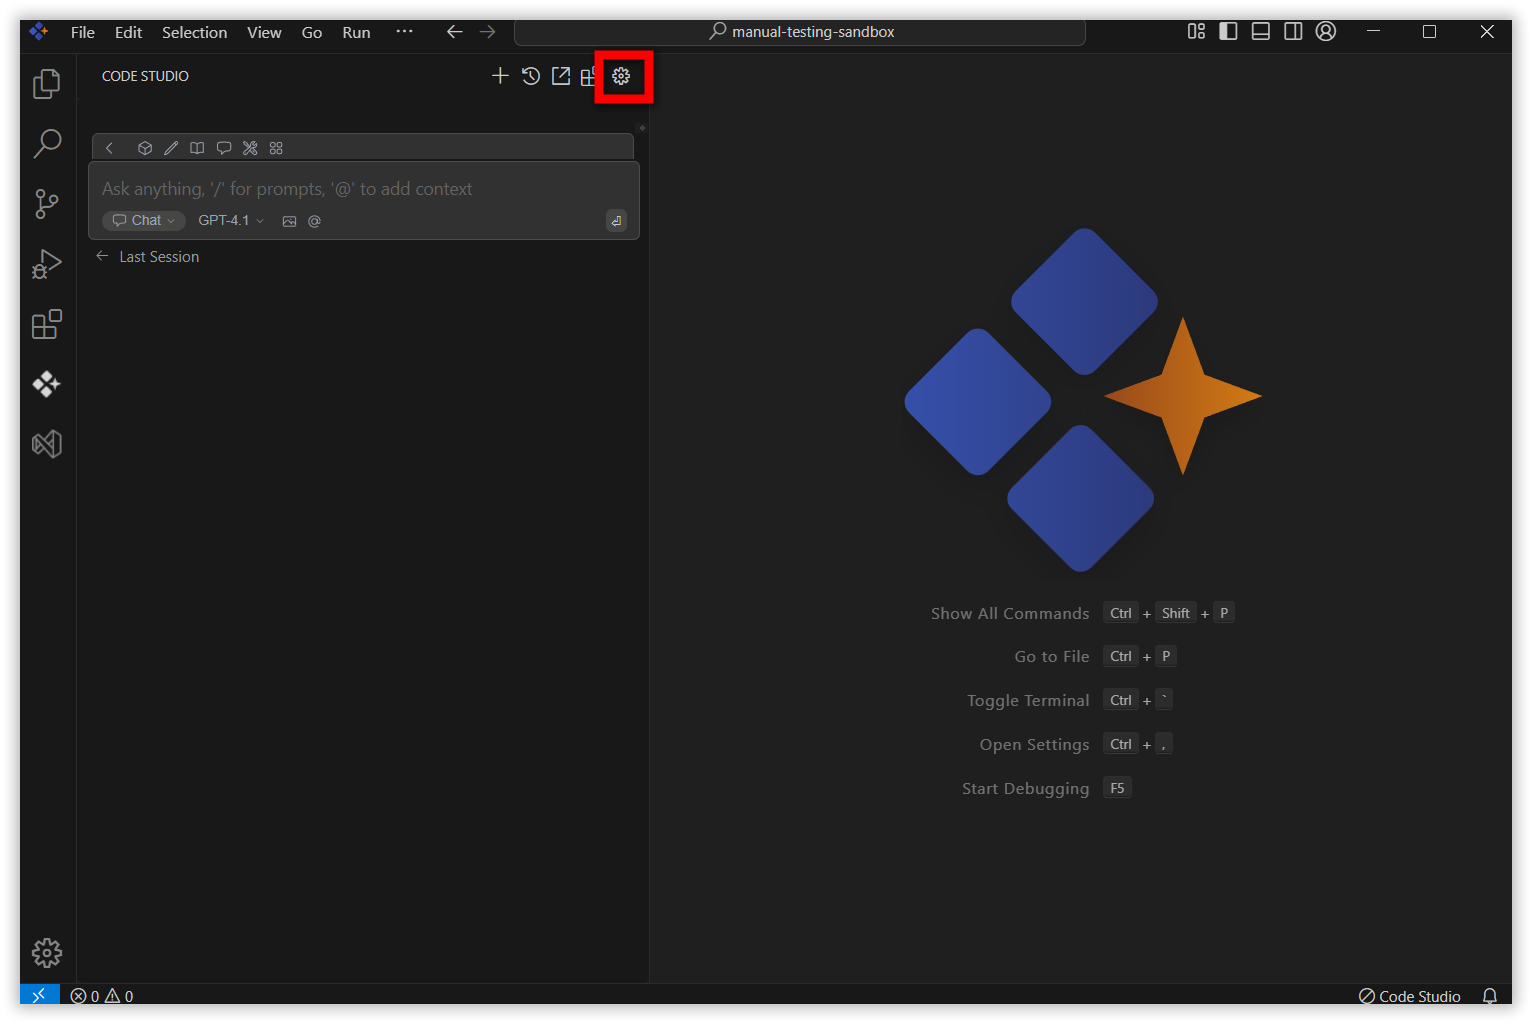 File Edit Selection View Go Run ··· manual-testing-sandbox
CODE STUDIO
Ask anything, '/' for prompts, '@' to add context
Chat GPT-4.1 @
Last Session
Show All Commands Ctrl + Shift + P
Go to File Ctrl + P
Toggle Terminal Ctrl + `
Open Settings Ctrl + ,
Start Debugging F5
0 0 Code Studio